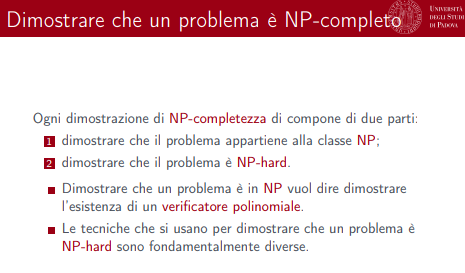 Dimostrare che un problema è NP-completo
UNIVERSITÀ
DEGLI STUDI
DI PADOVA
Ogni dimostrazione di NP-completezza di compone di due parti:
1 dimostrare che il problema appartiene alla classe NP;
2 dimostrare che il problema è NP-hard.
Dimostrare che un problema è in NP vuol dire dimostrare
l'esistenza di un verificatore polinomiale.
Le tecniche che si usano per dimostrare che un problema è
NP-hard sono fondamentalmente diverse.